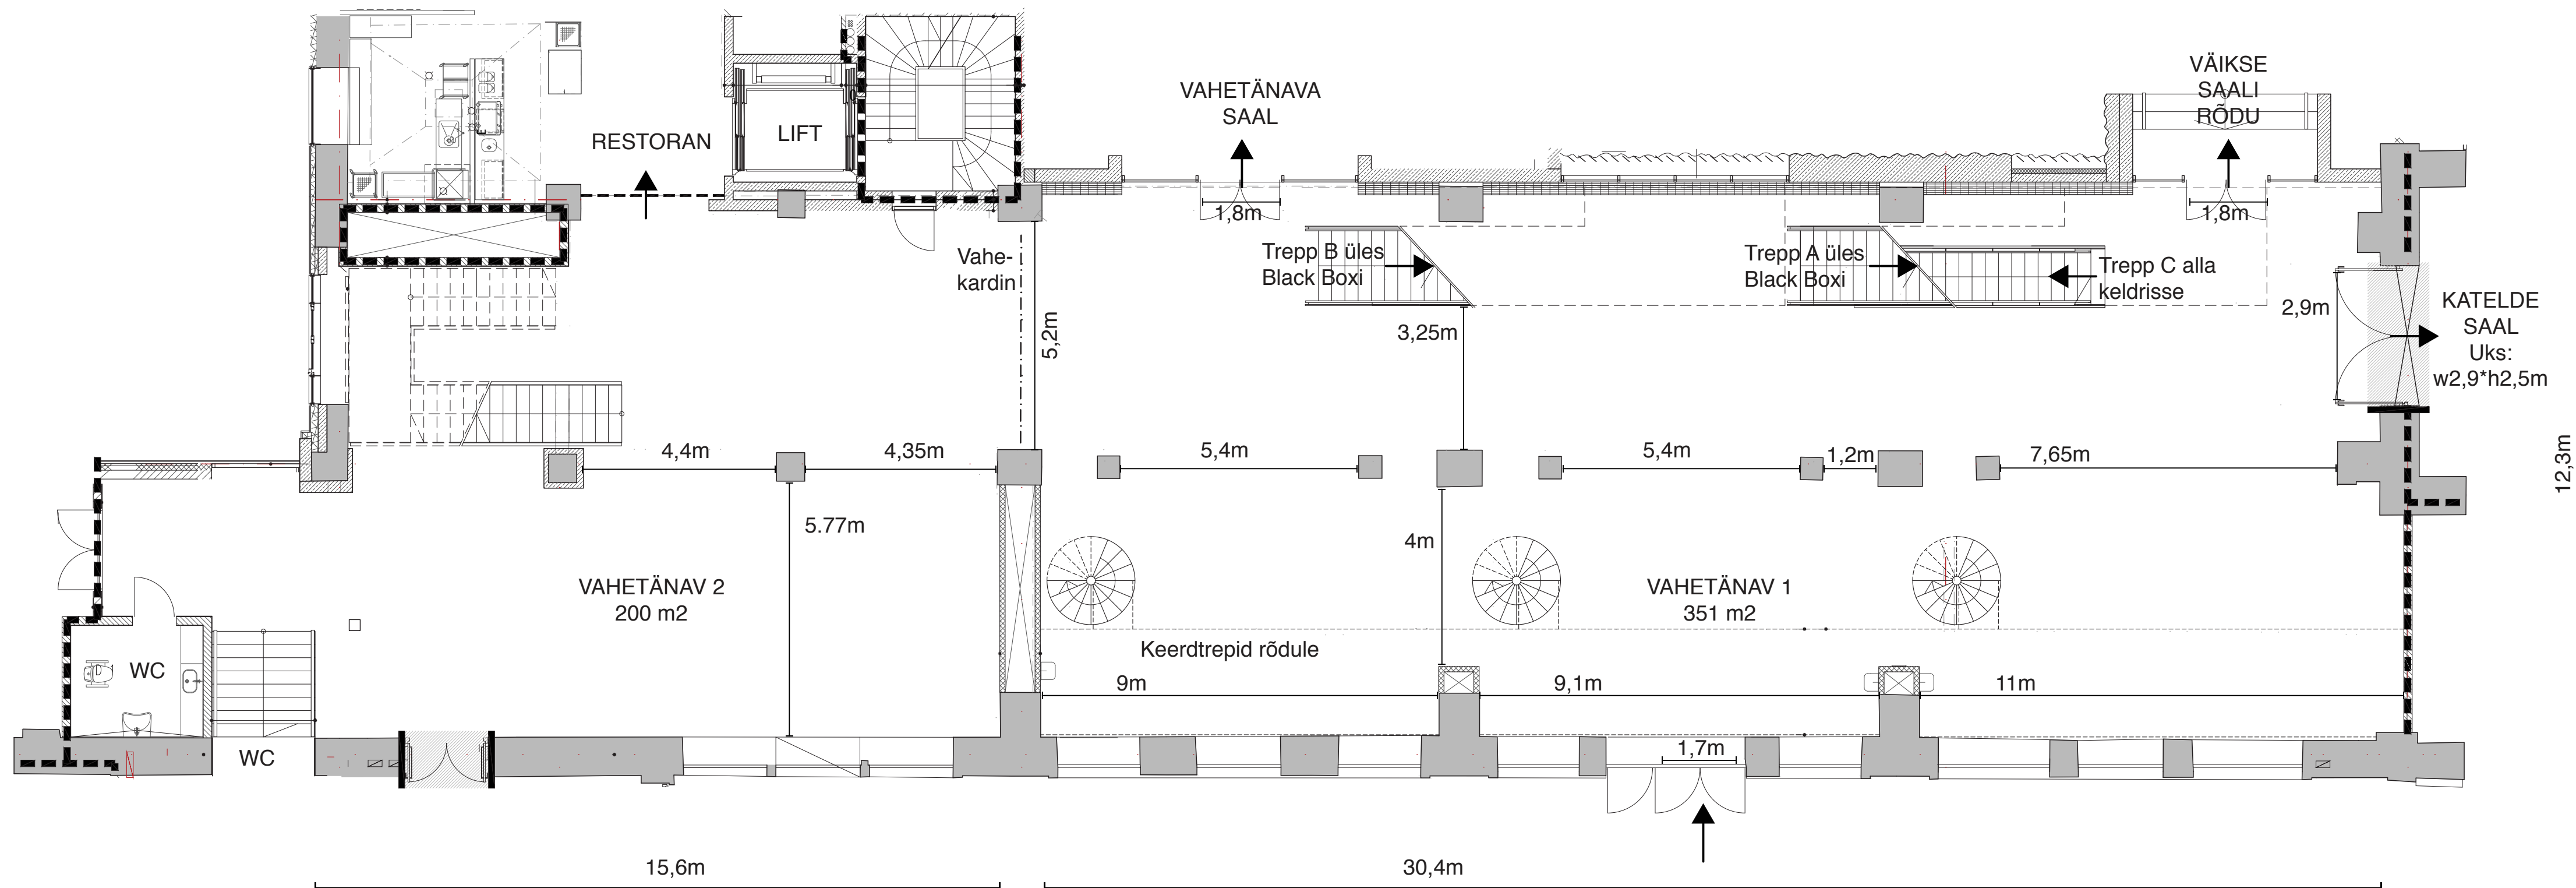 VÄIKSE
SAALI
RÕDU
VAHETÄNAVA
SAAL
LIFT
RESTORAN
1,8m
1,8m
Vahe-
kardin
Trepp B üles
Black Boxi
Trepp A üles
Black Boxi
Trepp C alla
keldrisse
2,9m
KATELDE
SAAL
Uks:
w2,9*h2,5m
5,2m
3,25m
4,4m
4,35m
5,4m
5,4m
1,2m
7,65m
12,3m
5.77m
4m
VAHETÄNAV 2
200 m2
VAHETÄNAV 1
351 m2
Keerdtrepid rõdule
WC
9m
9,1m
11m
WC
1,7m
15,6m
30,4m